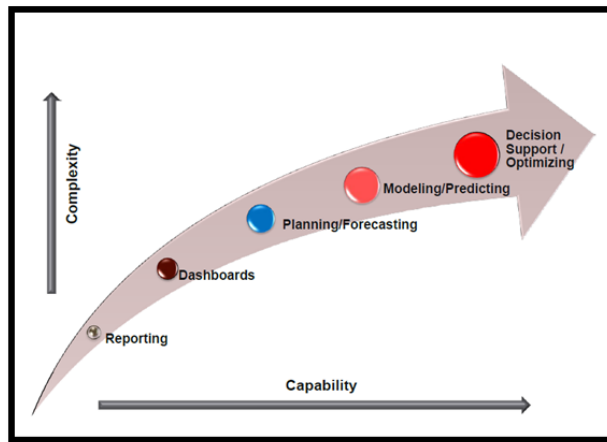 Decision
Support /
Optimizing
Modeling/Predicting
Planning/Forecasting
Dashboards
Reporting
Complexity
Capability